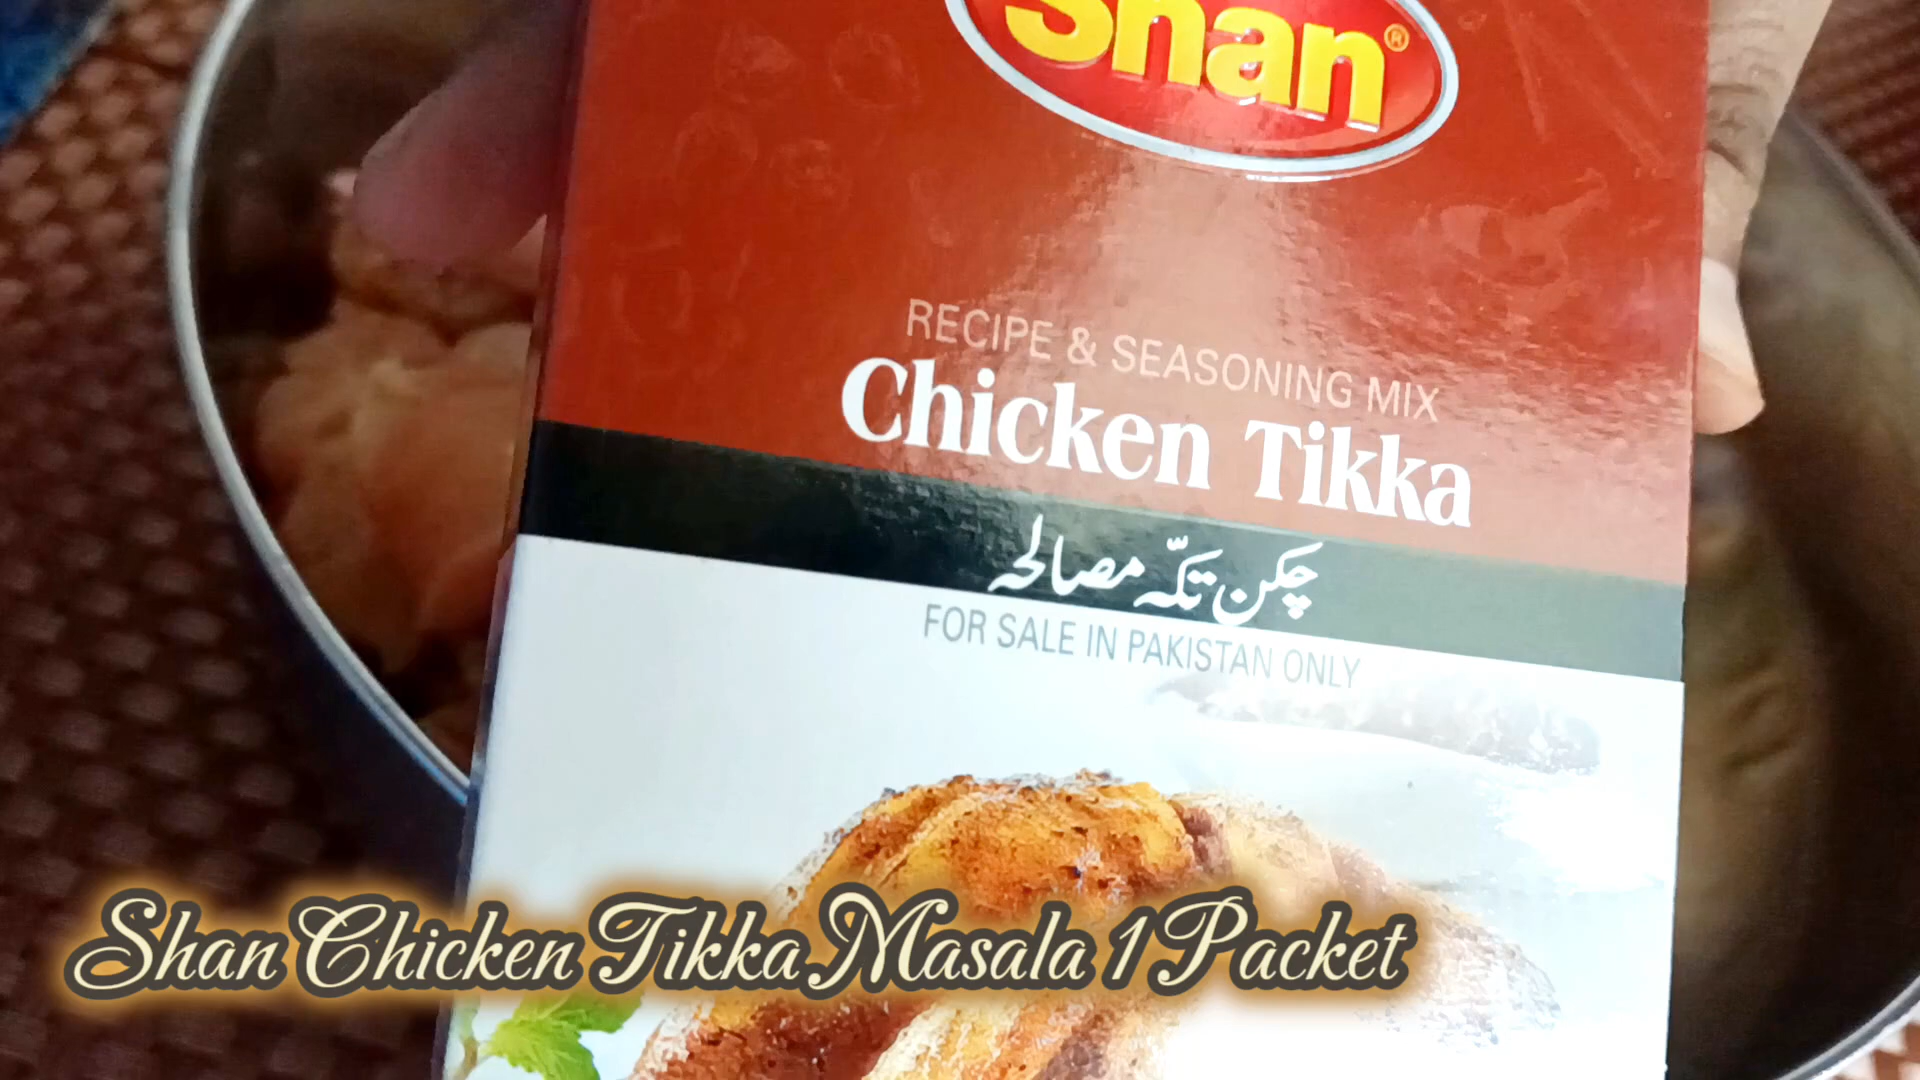 Shan®
RECIPE & SEASONING MIX
Chicken Tikka
چکن تکّہ مصالحہ
FOR SALE IN PAKISTAN ONLY
Shan Chicken Tikka Masala 1 Packet